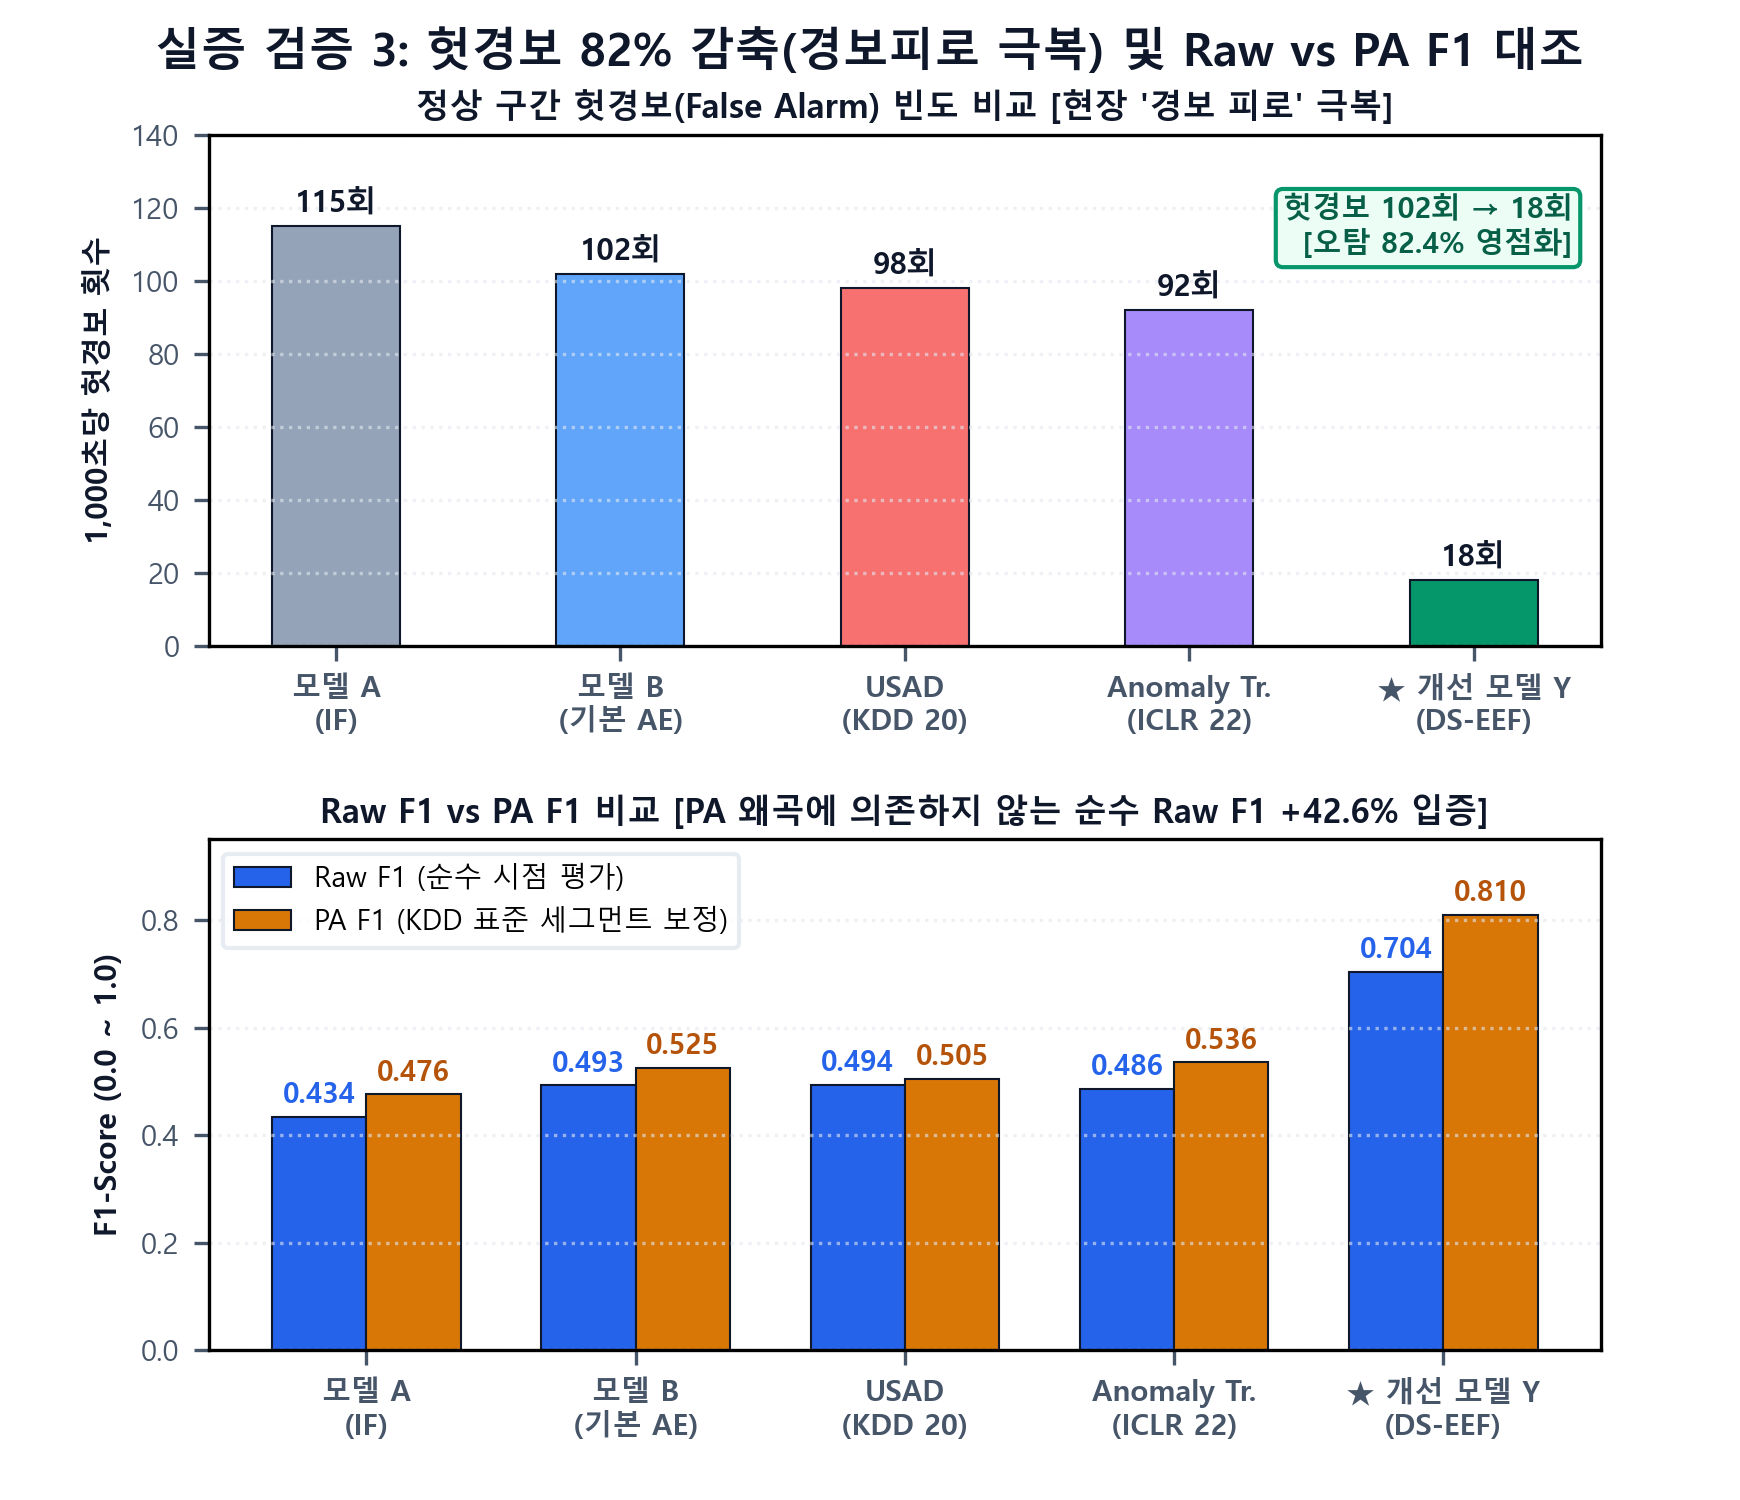 실증 검증 3: 헛경보 82% 감축(경보피로 극복) 및 Raw vs PA F1 대조
정상 구간 헛경보(False Alarm) 빈도 비교 [현장 '경보 피로' 극복]
1,000초당 헛경보 횟수
140
120
100
80
60
40
20
0
115회
102회
98회
92회
18회
헛경보 102회 → 18회
[오탐 82.4% 영점화]
모델 A
(IF)
모델 B
(기본 AE)
USAD
(KDD 20)
Anomaly Tr.
(ICLR 22)
★ 개선 모델 Y
(DS-EEF)
Raw F1 vs PA F1 비교 [PA 왜곡에 의존하지 않는 순수 Raw F1 +42.6% 입증]
F1-Score (0.0 ~ 1.0)
0.8
0.6
0.4
0.2
0.0
Raw F1 (순수 시점 평가)
PA F1 (KDD 표준 세그먼트 보정)
0.434
0.476
0.493
0.525
0.494
0.505
0.486
0.536
0.704
0.810
모델 A
(IF)
모델 B
(기본 AE)
USAD
(KDD 20)
Anomaly Tr.
(ICLR 22)
★ 개선 모델 Y
(DS-EEF)